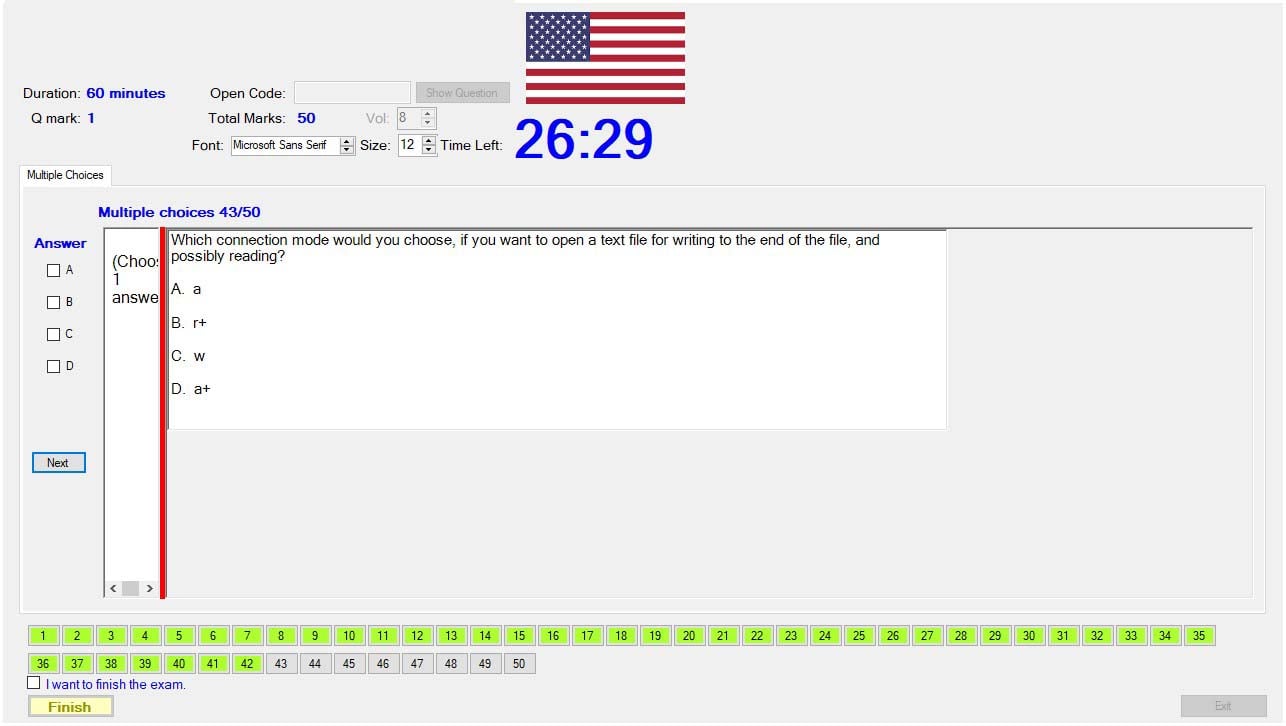 Duration: 60 minutes
Open Code:
Show Question
Q mark: 1
Total Marks: 50
Vol: 8
Font: Microsoft Sans Serif
Size: 12
Time Left: 26:29
Multiple Choices
Multiple choices 43/50
Answer
A
B
C
D
Next
(Choos
1
answe
Which connection mode would you choose, if you want to open a text file for writing to the end of the file, and
possibly reading?
A. a
B. r+
C. w
D. a+
1 2 3 4 5 6 7 8 9 10 11 12 13 14 15 16 17 18 19 20 21 22 23 24 25 26 27 28 29 30 31 32 33 34 35
36 37 38 39 40 41 42 43 44 45 46 47 48 49 50
I want to finish the exam.
Finish
Exit